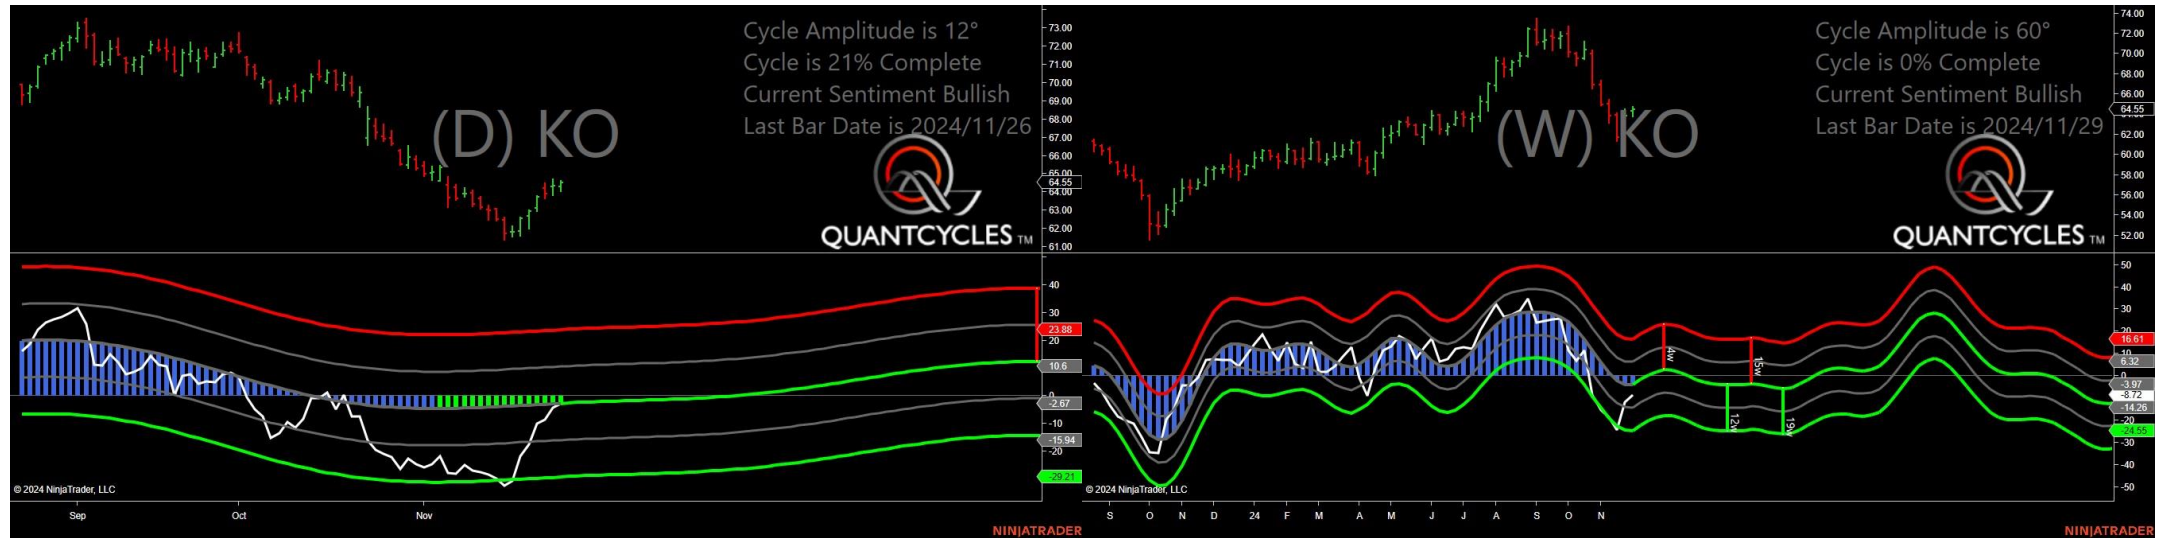 Cycle Amplitude is 12°
Cycle is 21% Complete
Current Sentiment Bullish
Last Bar Date is 2024/11/26
(D) KO
QUANTCYCLES TM
73.00
72.00
71.00
70.00
69.00
68.00
67.00
66.00
65.00
64.55
64.00
63.00
62.00
61.00
40
30
23.88
20
10.6
0
-2.67
-10
-15.94
-20
-29.21
© 2024 NinjaTrader, LLC
Sep Oct Nov
NINJATRADER
Cycle Amplitude is 60°
Cycle is 0% Complete
Current Sentiment Bullish
Last Bar Date is 2024/11/29
(W) KO
QUANTCYCLES TM
74.00
72.00
70.00
68.00
66.00
64.55
64.00
62.00
60.00
58.00
56.00
54.00
52.00
50
40
30
20
16.61
10
6.32
0
-3.97
-8.72
-14.26
-20
-24.55
-30
-40
-50
4w
15w
12w
19w
© 2024 NinjaTrader, LLC
S O N D 24 F M A M J J A S O N
NINJATRADER